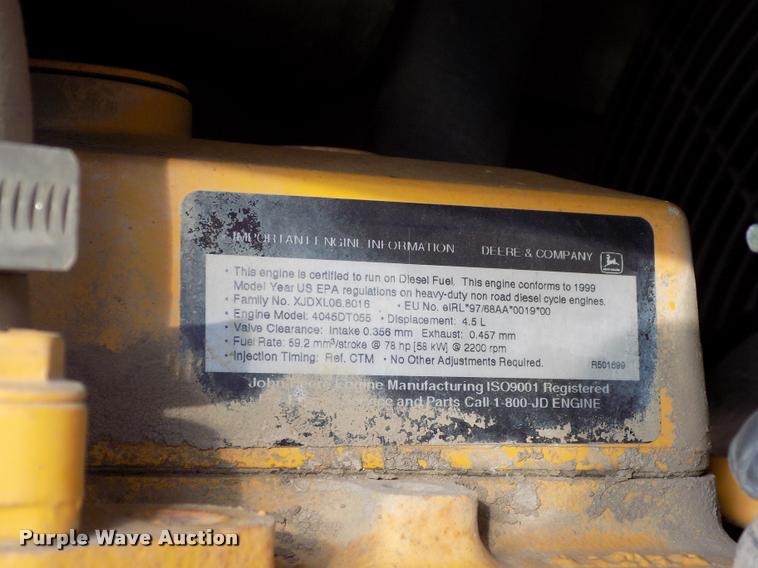 IMPORTANT ENGINE INFORMATION DEERE & COMPANY
• This engine is certified to run on Diesel Fuel. This engine conforms to 1999
Model Year US EPA regulations on heavy-duty non road diesel cycle engines.
• Family No. XJDXL06.8016 • EU No. eIRL*97/68AA*0019*00
• Engine Model: 4045DT055 • Displacement: 4.5 L
• Valve Clearance: Intake 0.356 mm Exhaust: 0.457 mm
• Fuel Rate: 59.2 mm³/stroke @ 78 hp [58 kW] @ 2200 rpm
• Injection Timing: Ref. CTM • No Other Adjustments Required. R501699
John Deere Engine Manufacturing ISO9001 Registered
and Parts Call 1-800-JD ENGINE
Purple Wave Auction